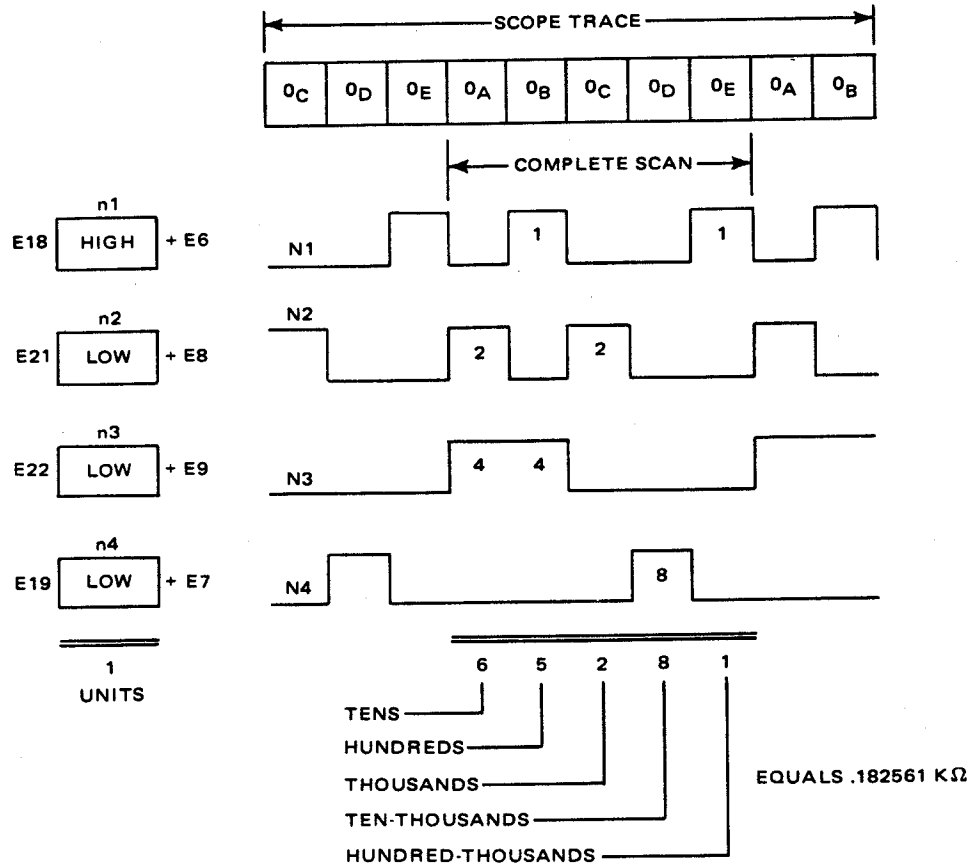 SCOPE TRACE
0C 0D 0E 0A 0B 0C 0D 0E 0A 0B
COMPLETE SCAN
n1
E18 HIGH + E6 N1 1 1
n2
E21 LOW + E8 N2 2 2
n3
E22 LOW + E9 N3 4 4
n4
E19 LOW + E7 N4 8
1 6 5 2 8 1
UNITS
TENS
HUNDREDS
THOUSANDS EQUALS .182561 KΩ
TEN-THOUSANDS
HUNDRED-THOUSANDS